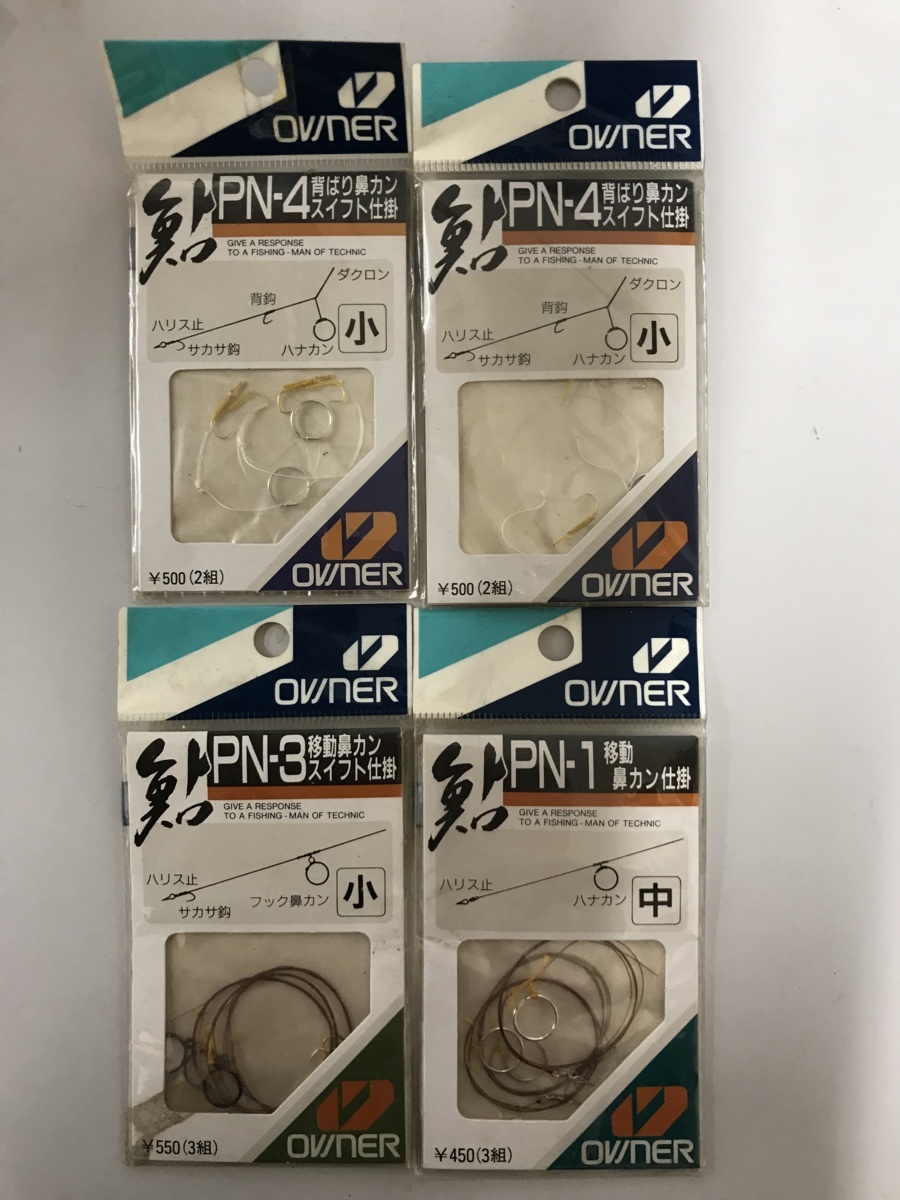 OWNER
鮎
PN-4 背ばり鼻カン
スイフト仕掛
GIVE A RESPONSE
TO A FISHING - MAN OF TECHNIC
ダクロン
背鈎
ハリス止
サカサ鈎
ハナカン
小
¥500(2組)
OWNER
OWNER
鮎
PN-4 背ばり鼻カン
スイフト仕掛
GIVE A RESPONSE
TO A FISHING - MAN OF TECHNIC
ダクロン
背鈎
ハリス止
サカサ鈎
ハナカン
小
¥500(2組)
OWNER
OWNER
鮎
PN-3 移動鼻カン
スイフト仕掛
GIVE A RESPONSE
TO A FISHING - MAN OF TECHNIC
ハリス止
サカサ鈎
フック鼻カン
小
¥550(3組)
OWNER
OWNER
鮎
PN-1 移動
鼻カン仕掛
GIVE A RESPONSE
TO A FISHING - MAN OF TECHNIC
ハリス止
ハナカン
中
¥450(3組)
OWNER